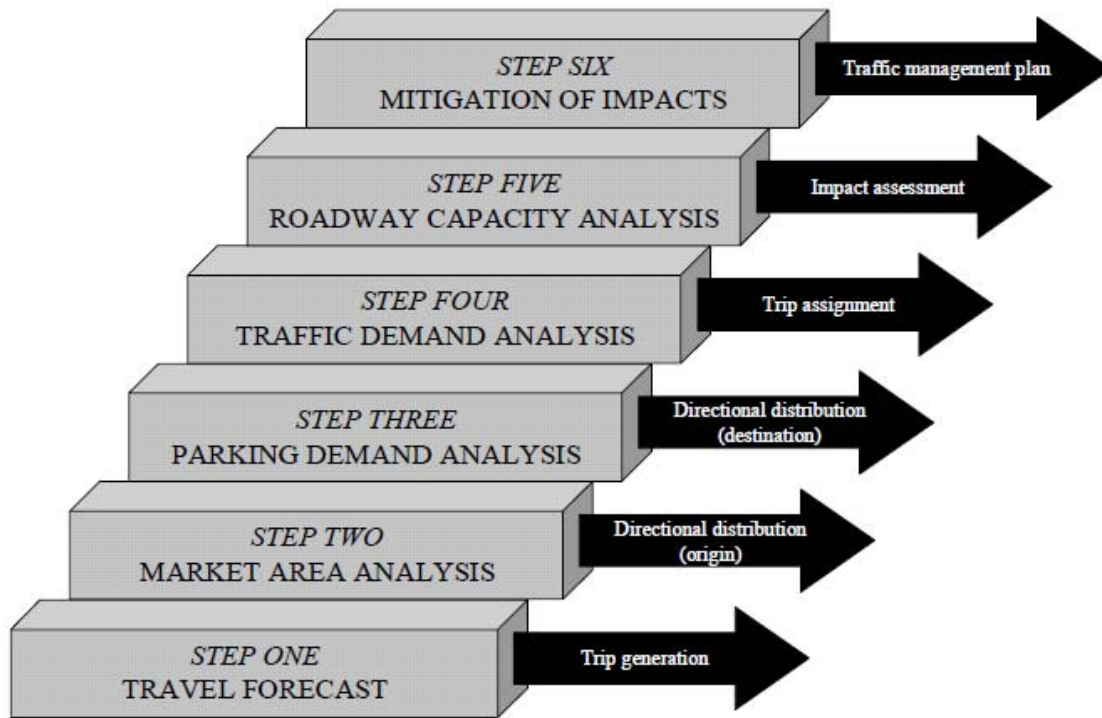 STEP SIX
MITIGATION OF IMPACTS
Traffic management plan
STEP FIVE
ROADWAY CAPACITY ANALYSIS
Impact assessment
STEP FOUR
TRAFFIC DEMAND ANALYSIS
Trip assignment
STEP THREE
PARKING DEMAND ANALYSIS
Directional distribution
(destination)
STEP TWO
MARKET AREA ANALYSIS
Directional distribution
(origin)
STEP ONE
TRAVEL FORECAST
Trip generation